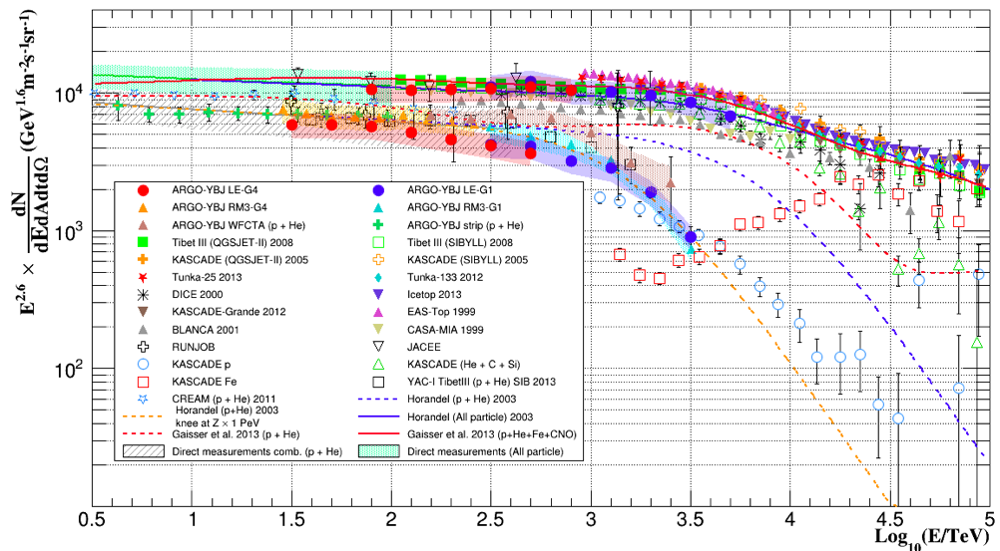 E^2.6 × dN/dEdAdtdΩ (GeV^1.6 m^-2 s^-1 sr^-1)
10^4
10^3
10^2
ARGO-YBJ LE-G4 ARGO-YBJ LE-G1
ARGO-YBJ RM3-G4 ARGO-YBJ RM3-G1
ARGO-YBJ WFCTA (p + He) ARGO-YBJ strip (p + He)
Tibet III (QGSJET-II) 2008 Tibet III (SIBYLL) 2008
KASCADE (QGSJET-II) 2005 KASCADE (SIBYLL) 2005
Tunka-25 2013 Tunka-133 2012
DICE 2000 Icetop 2013
KASCADE-Grande 2012 EAS-Top 1999
BLANCA 2001 CASA-MIA 1999
RUNJOB JACEE
KASCADE p KASCADE (He + C + Si)
KASCADE Fe YAC-I TibetIII (p + He) SIB 2013
CREAM (p + He) 2011 Horandel (p + He) 2003
Horandel (p+He) 2003 Horandel (All particle) 2003
knee at Z × 1 PeV
Gaisser et al. 2013 (p + He) Gaisser et al. 2013 (p+He+Fe+CNO)
Direct measurements comb. (p + He) Direct measurements (All particle)
0.5 1 1.5 2 2.5 3 3.5 4 4.5 5
Log10(E/TeV)